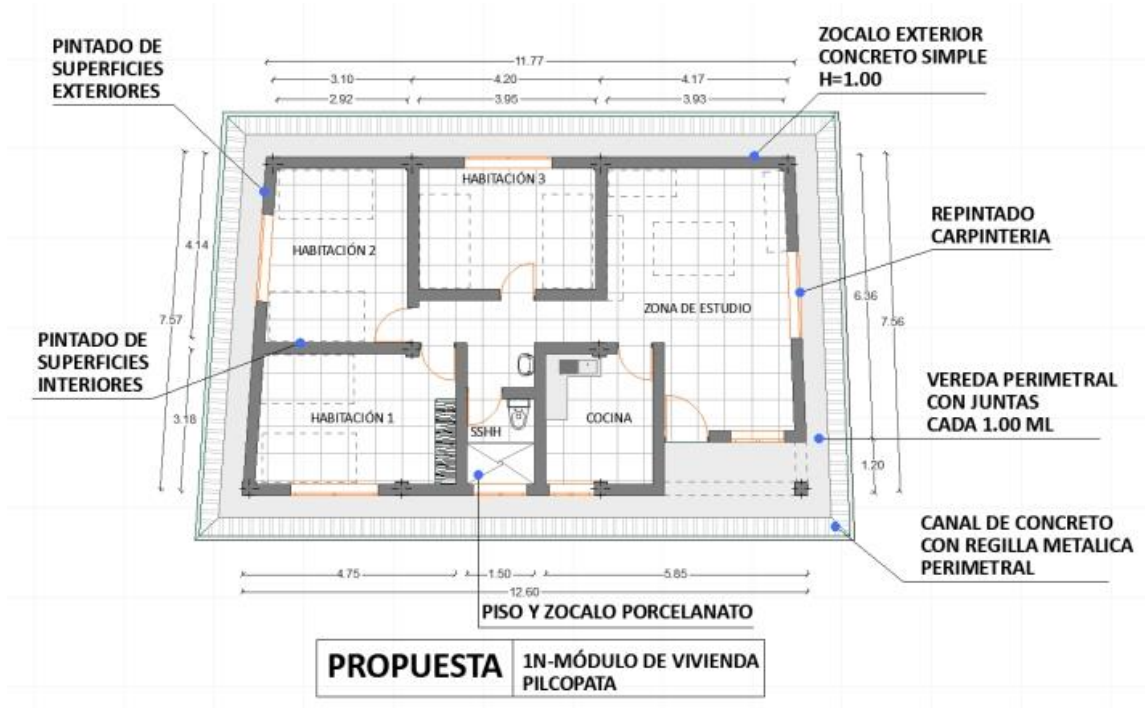 PINTADO DE
SUPERFICIES
EXTERIORES
ZOCALO EXTERIOR
CONCRETO SIMPLE
H=1.00
11.77
3.10
4.20
4.17
2.92
3.95
3.93
HABITACIÓN 3
HABITACIÓN 2
4.14
7.57
REPINTADO
CARPINTERIA
ZONA DE ESTUDIO
6.36
7.56
PINTADO DE
SUPERFICIES
INTERIORES
VEREDA PERIMETRAL
CON JUNTAS
CADA 1.00 ML
HABITACIÓN 1
3.18
SSHH
COCINA
1.20
CANAL DE CONCRETO
CON REGILLA METALICA
PERIMETRAL
4.75
1.50
5.85
12.60
PISO Y ZOCALO PORCELANATO
PROPUESTA
1N-MÓDULO DE VIVIENDA
PILCOPATA